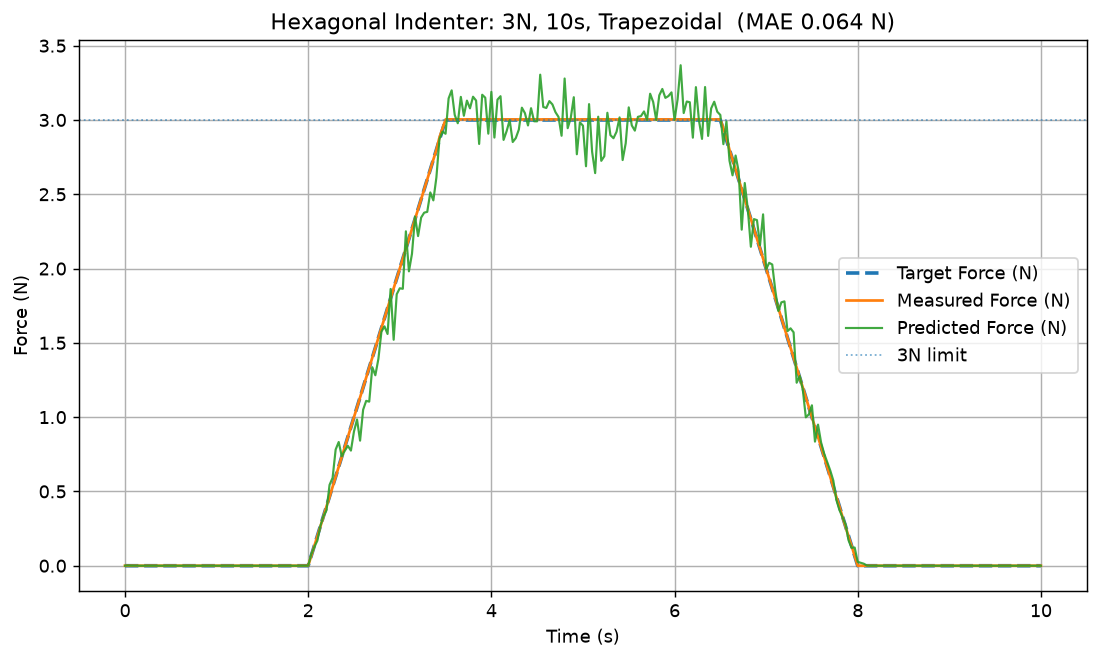 Hexagonal Indenter: 3N, 10s, Trapezoidal  (MAE 0.064 N)
Force (N)
3.5
3.0
2.5
2.0
1.5
1.0
0.5
0.0
Target Force (N)
Measured Force (N)
Predicted Force (N)
3N limit
0 2 4 6 8 10
Time (s)